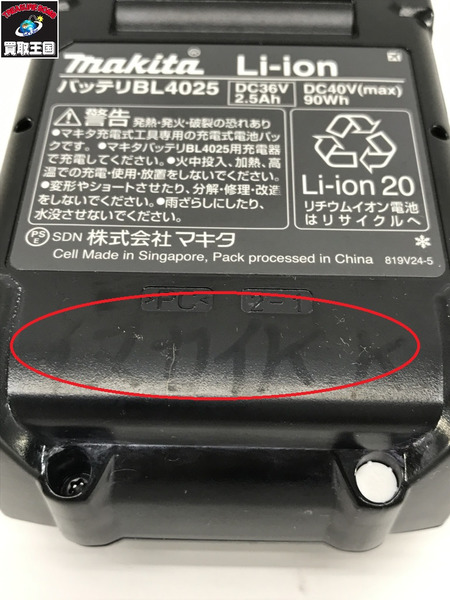 買取王国
makita® Li-ion
バッテリBL4025
DC36V DC40V(max)
2.5Ah 90Wh
警告 発熱・発火・破裂の恐れあり
●マキタ充電式工具専用の充電式電池パッ
クです。●マキタバッテリBL4025用充電器
で充電してください。●火中投入、加熱、高
温での充電・使用・放置をしないでください。
●変形やショートさせたり、分解・修理・改造
をしないでください。●雨ざらしにしたり、
水没させないでください。
Li-ion 20
リチウムイオン電池
はリサイクルへ
PS
E
SDN 株式会社 マキタ
Cell Made in Singapore, Pack processed in China 819V24-5
>PC< 2-1